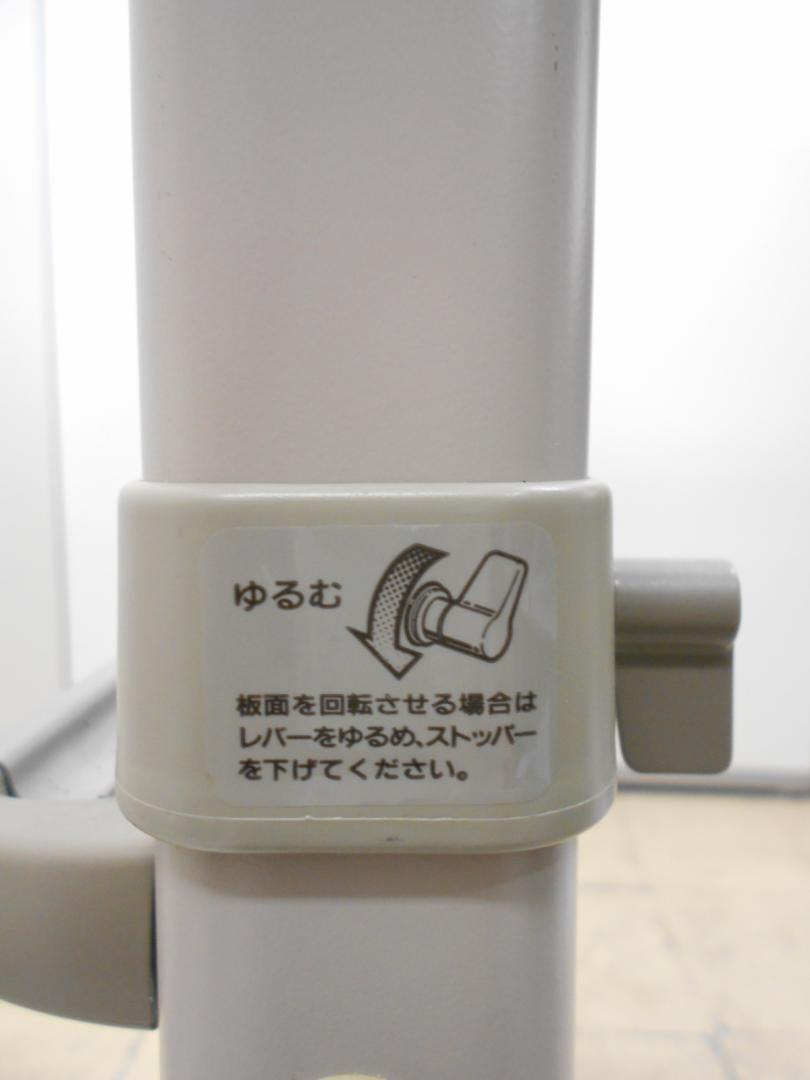 ゆるむ
板面を回転させる場合は
レバーをゆるめ、ストッパー
を下げてください。